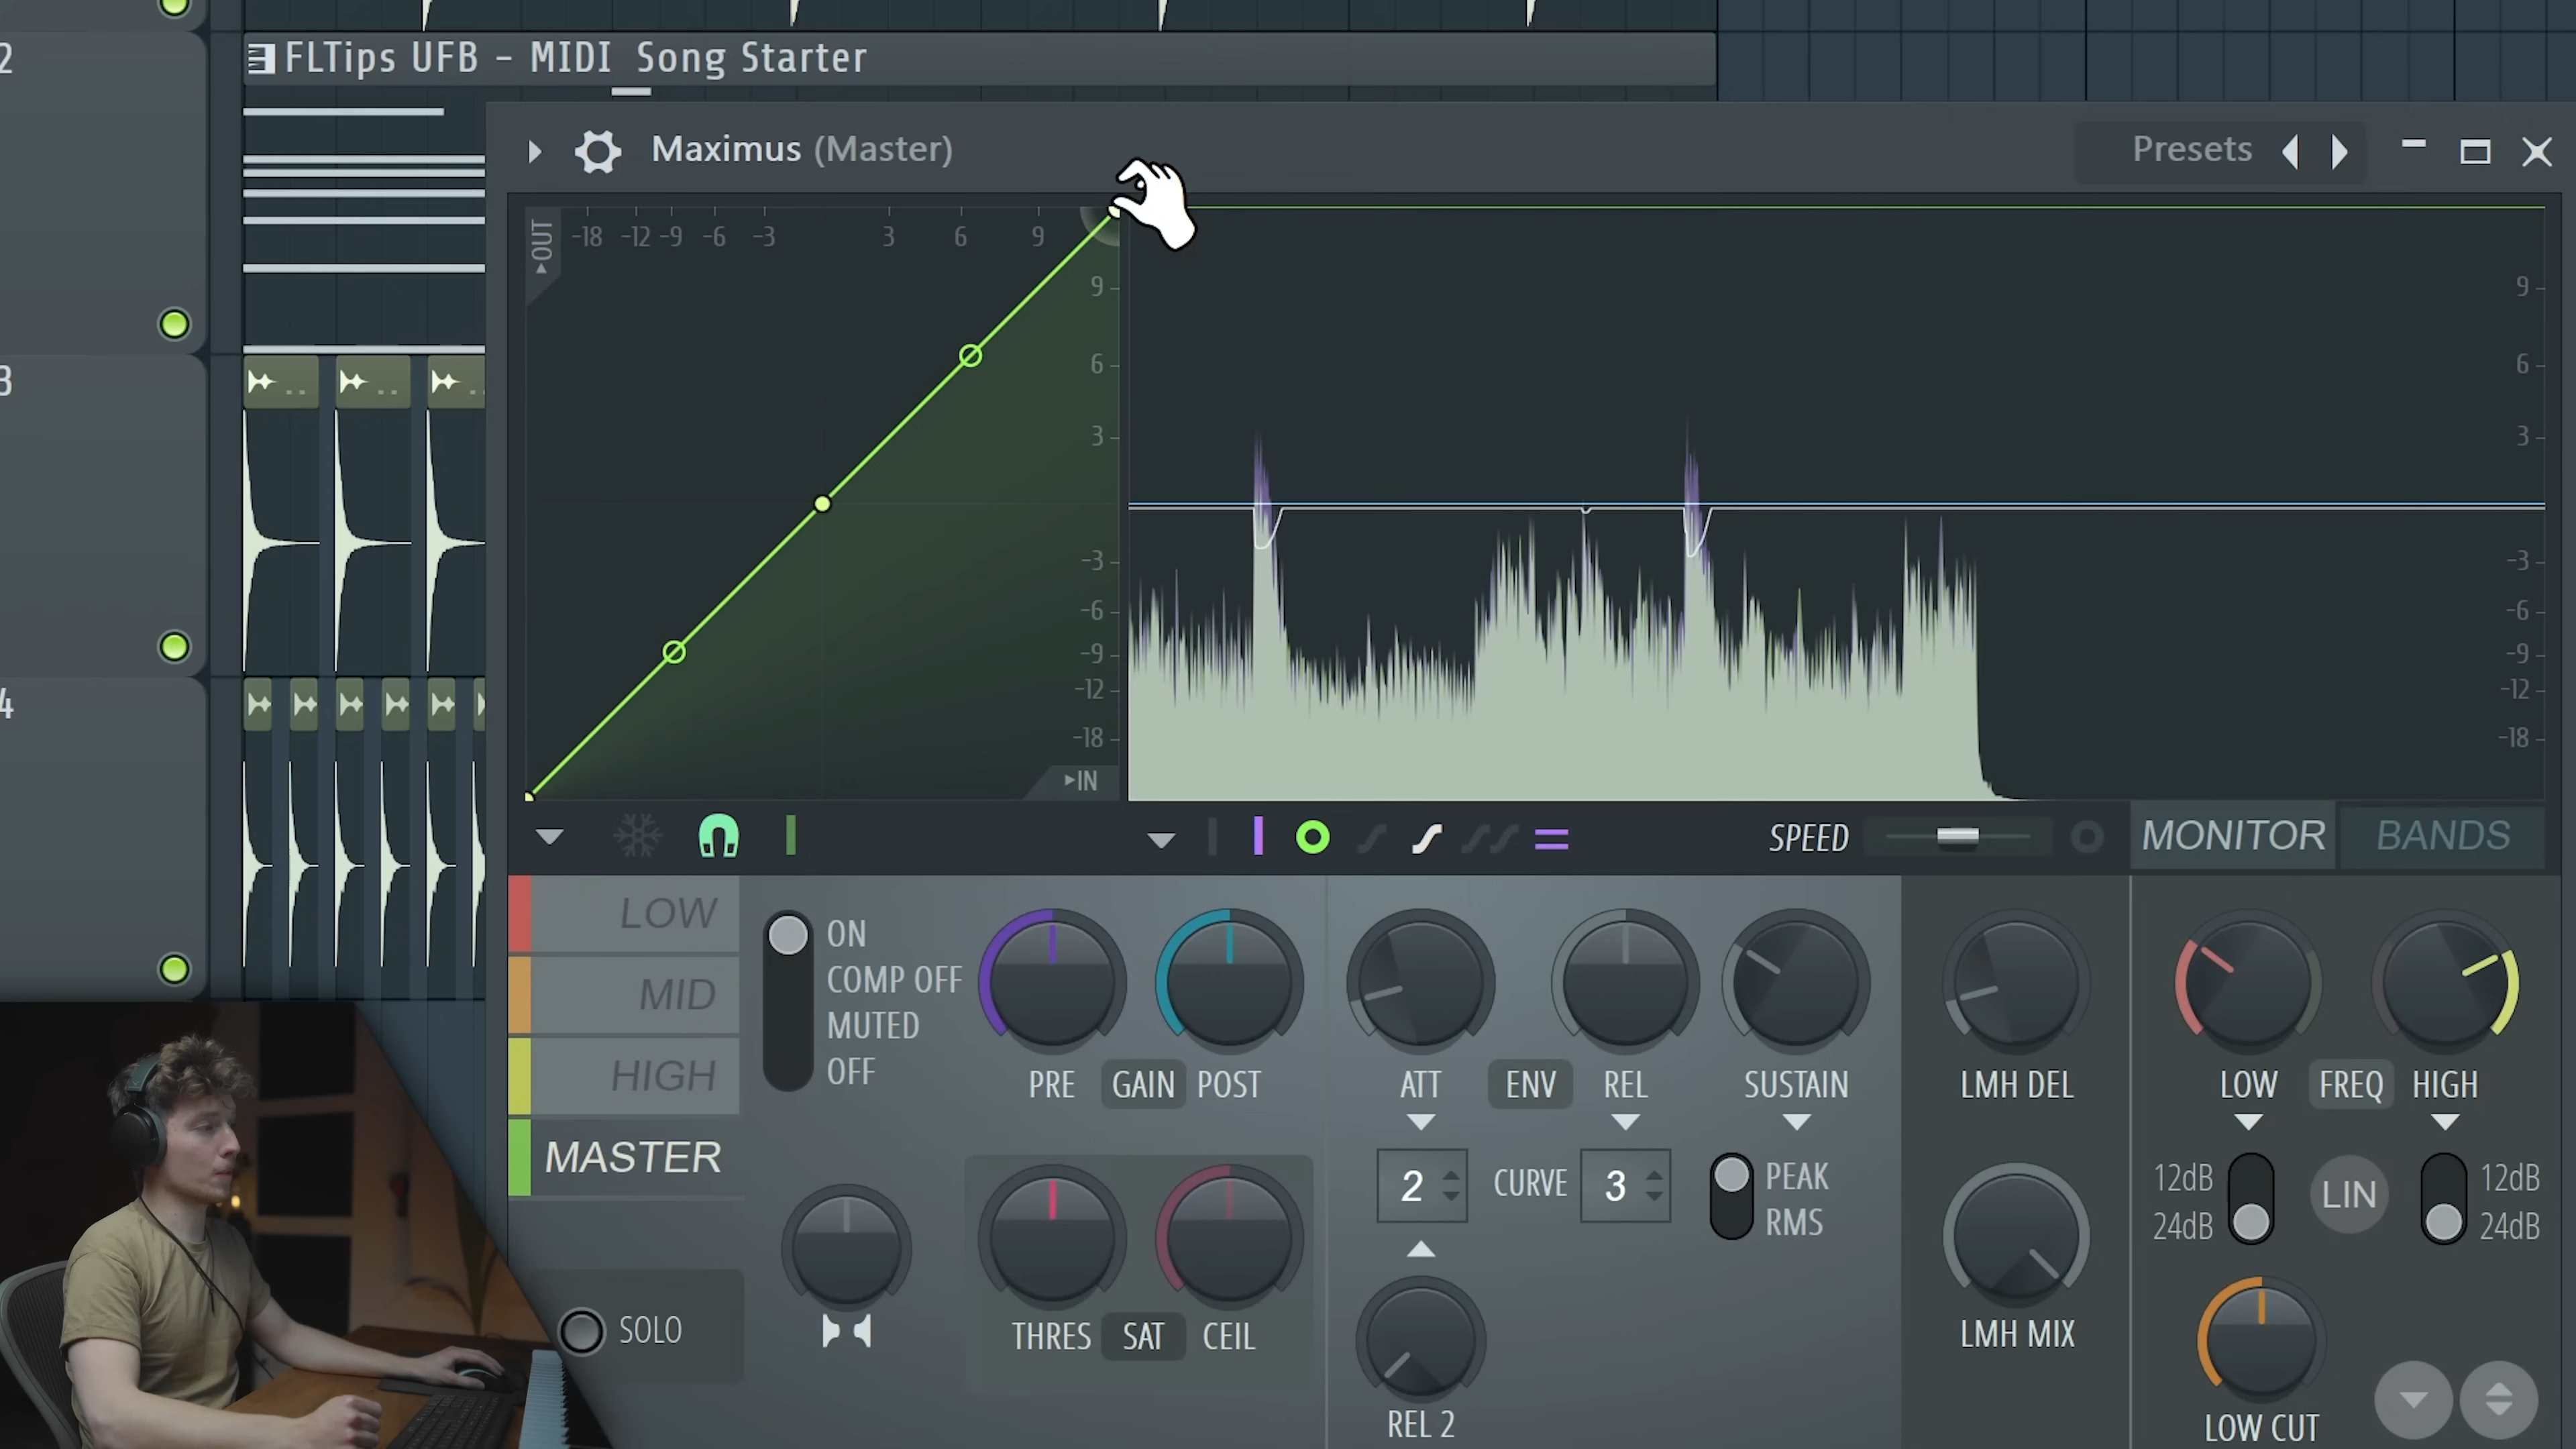 2
FLTips UFB - MIDI Song Starter
Maximus (Master)
Presets
OUT
-18 -12 -9 -6 -3 3 6 9
9
6
3
-3
-6
-9
-12
-18
IN
9
6
3
-3
-6
-9
-12
-18
3
4
SPEED
MONITOR
BANDS
LOW
MID
HIGH
MASTER
SOLO
ON
COMP OFF
MUTED
OFF
PRE GAIN POST
THRES SAT CEIL
ATT ENV REL
SUSTAIN
2 CURVE 3
PEAK
RMS
REL 2
LMH DEL
LMH MIX
LOW FREQ HIGH
12dB
24dB
LIN
12dB
24dB
LOW CUT